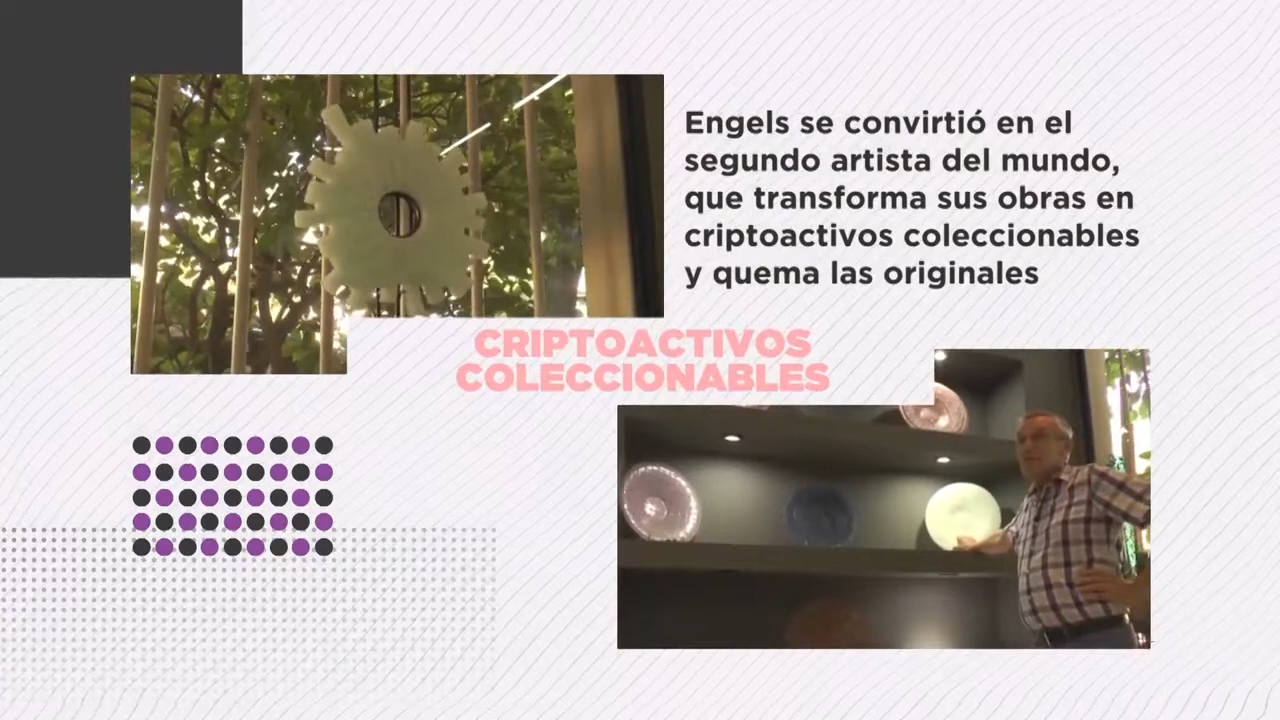 Engels se convirtió en el
segundo artista del mundo,
que transforma sus obras en
criptoactivos coleccionables
y quema las originales
CRIPTOACTIVOS
COLECCIONABLES